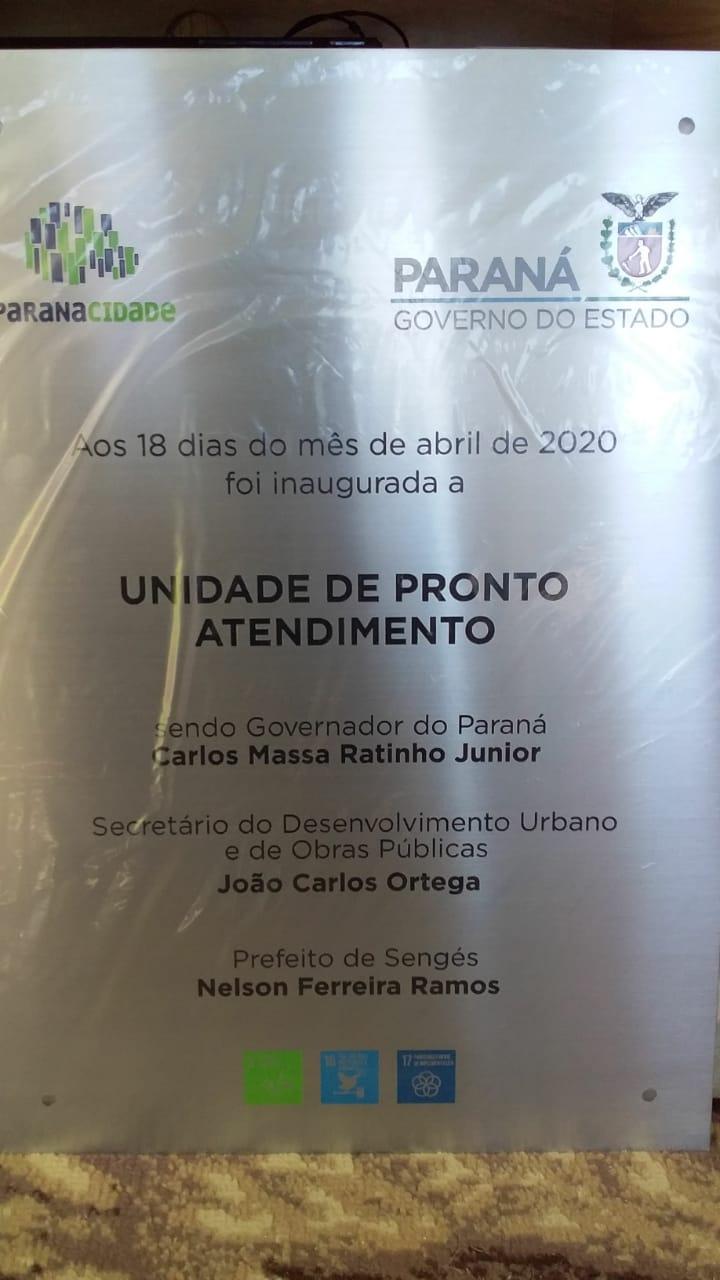 PARANACIDADE
PARANÁ
GOVERNO DO ESTADO
Aos 18 dias do mês de abril de 2020
foi inaugurada a
UNIDADE DE PRONTO
ATENDIMENTO
sendo Governador do Paraná
Carlos Massa Ratinho Junior
Secretário do Desenvolvimento Urbano
e de Obras Públicas
João Carlos Ortega
Prefeito de Sengés
Nelson Ferreira Ramos
16
17